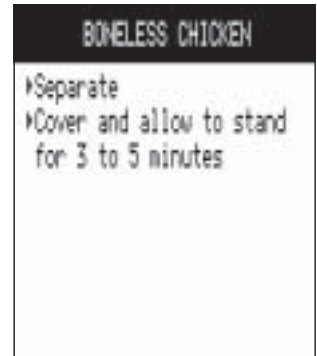 BONELESS CHICKEN
▶Separate
▶Cover and allow to stand
for 3 to 5 minutes